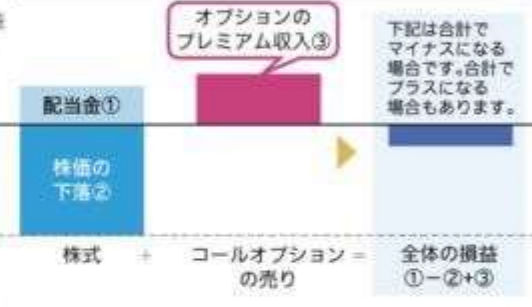 オプションの
プレミアム収入③
下記は合計で
マイナスになる
場合です。合計で
プラスになる
場合もあります。
配当金①
株価の
下落②
株式
+
コールオプション
の売り
=
全体の損益
①－②+③